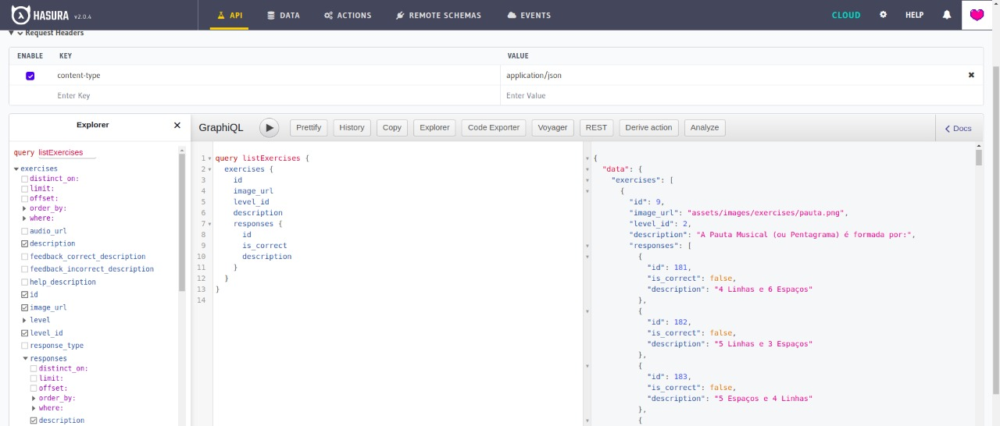 HASURA v2.0.4 API DATA ACTIONS REMOTE SCHEMAS EVENTS CLOUD HELP
Request Headers
ENABLE KEY VALUE
content-type application/json
Enter Key Enter Value
Explorer
GraphiQL Prettify History Copy Explorer Code Exporter Voyager REST Derive action Analyze Docs
query listExercises
exercises
distinct_on:
limit:
offset:
order_by:
where:
audio_url
description
feedback_correct_description
feedback_incorrect_description
help_description
id
image_url
level
level_id
response_type
responses
distinct_on:
limit:
offset:
order_by:
where:
description
1 query listExercises {
2 exercises {
3 id
4 image_url
5 level_id
6 description
7 responses {
8 id
9 is_correct
10 description
11 }
12 }
13 }
14
{
"data": {
"exercises": [
{
"id": 9,
"image_url": "assets/images/exercises/pauta.png",
"level_id": 2,
"description": "A Pauta Musical (ou Pentagrama) é formada por:",
"responses": [
{
"id": 181,
"is_correct": false,
"description": "4 Linhas e 6 Espaços"
},
{
"id": 182,
"is_correct": false,
"description": "5 Linhas e 3 Espaços"
},
{
"id": 183,
"is_correct": false,
"description": "5 Espaços e 4 Linhas"
},
{